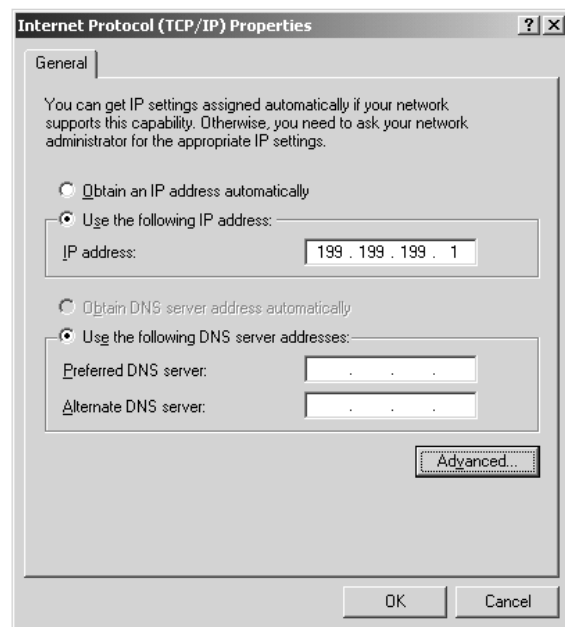 Internet Protocol (TCP/IP) Properties
General
You can get IP settings assigned automatically if your network
supports this capability. Otherwise, you need to ask your network
administrator for the appropriate IP settings.
Obtain an IP address automatically
Use the following IP address:
IP address: 199 . 199 . 199 . 1
Obtain DNS server address automatically
Use the following DNS server addresses:
Preferred DNS server: . . .
Alternate DNS server: . . .
Advanced...
OK Cancel